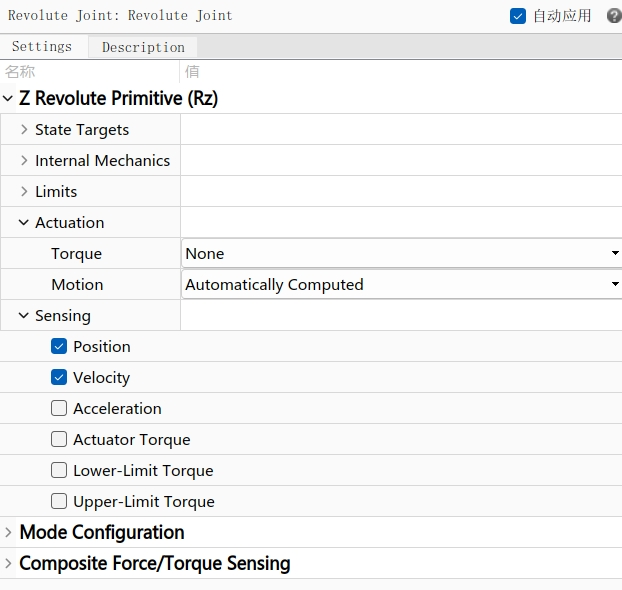 Revolute Joint: Revolute Joint 自动应用
Settings Description
名称 值
Z Revolute Primitive (Rz)
State Targets
Internal Mechanics
Limits
Actuation
Torque None
Motion Automatically Computed
Sensing
Position
Velocity
Acceleration
Actuator Torque
Lower-Limit Torque
Upper-Limit Torque
Mode Configuration
Composite Force/Torque Sensing